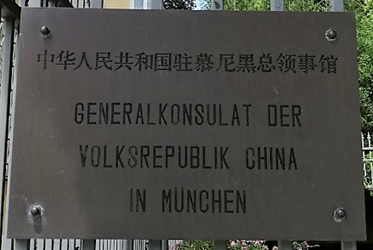 中华人民共和国驻慕尼黑总领事馆
GENERALKONSULAT DER
VOLKSREPUBLIK CHINA
IN MÜNCHEN